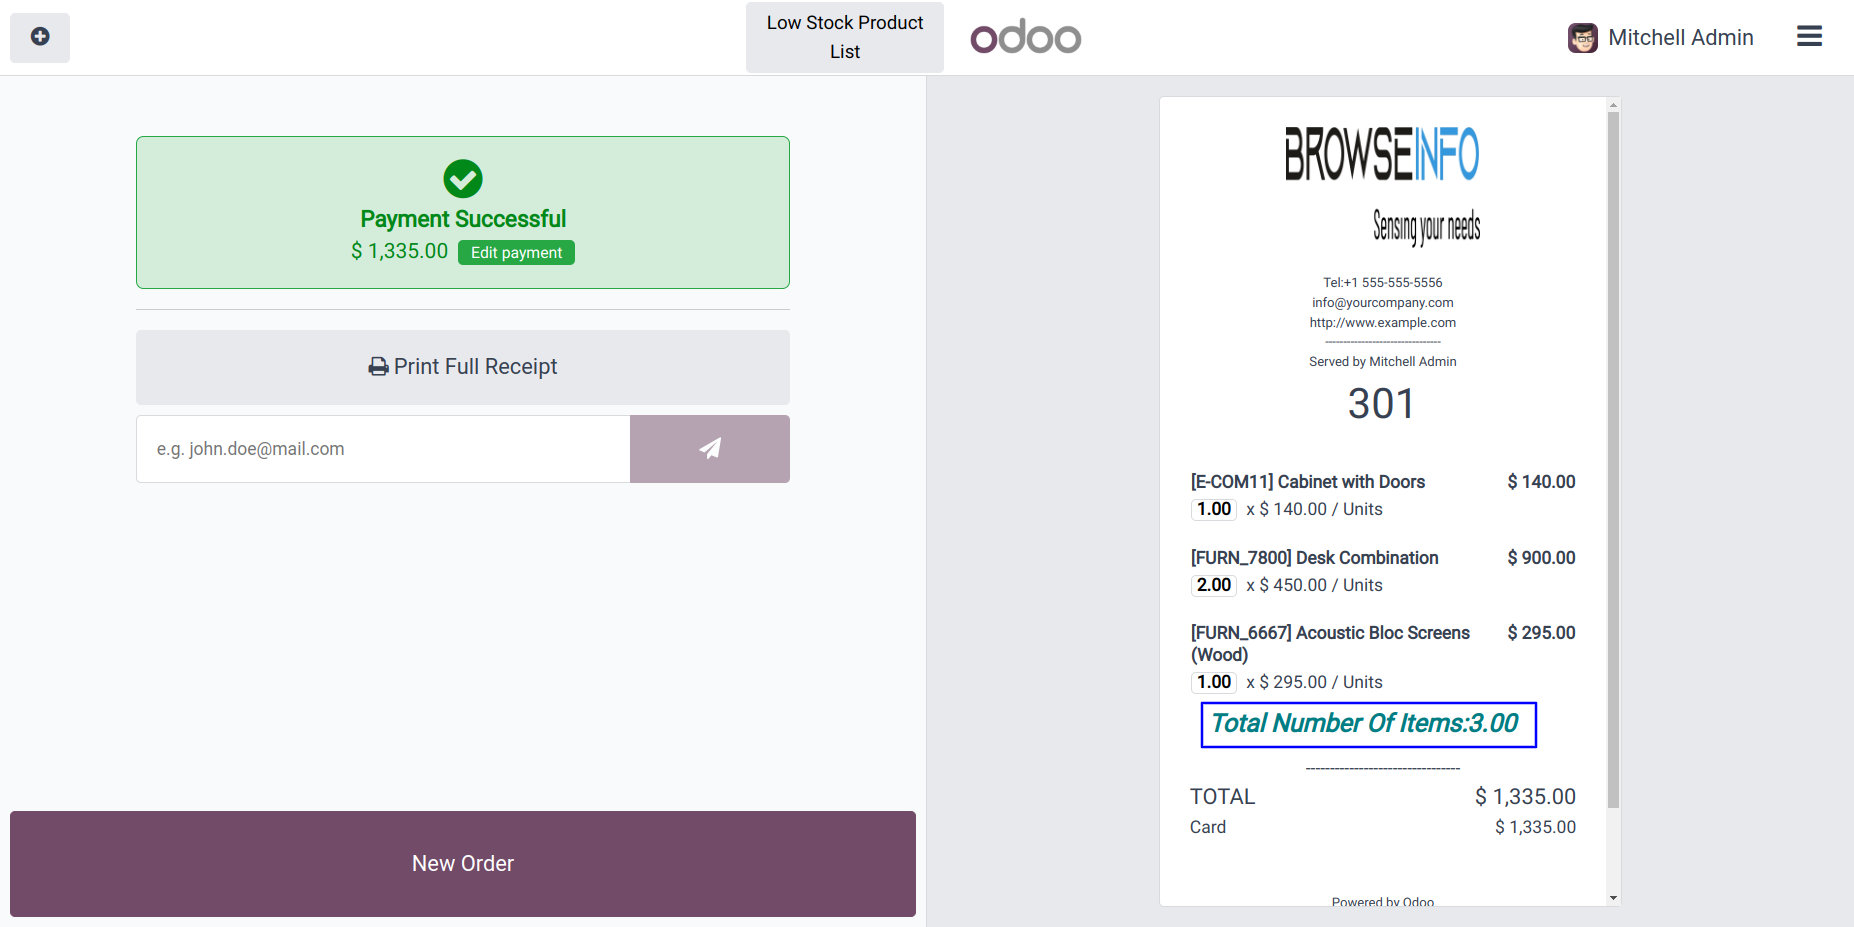 Low Stock Product
List
odoo
Mitchell Admin
Payment Successful
$ 1,335.00 Edit payment
Print Full Receipt
e.g. john.doe@mail.com
New Order
BROWSEINFO
Sensing your needs
Tel:+1 555-555-5556
info@yourcompany.com
http://www.example.com
--------------------------------
Served by Mitchell Admin
301
[E-COM11] Cabinet with Doors $ 140.00
1.00 x $ 140.00 / Units
[FURN_7800] Desk Combination $ 900.00
2.00 x $ 450.00 / Units
[FURN_6667] Acoustic Bloc Screens $ 295.00
(Wood)
1.00 x $ 295.00 / Units
Total Number Of Items:3.00
--------------------------------
TOTAL $ 1,335.00
Card $ 1,335.00
Powered by Odoo